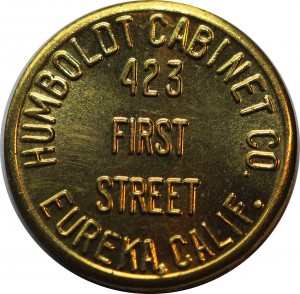 HUMBOLDT CABINET CO.
423
FIRST
STREET
EUREKA, CALIF.